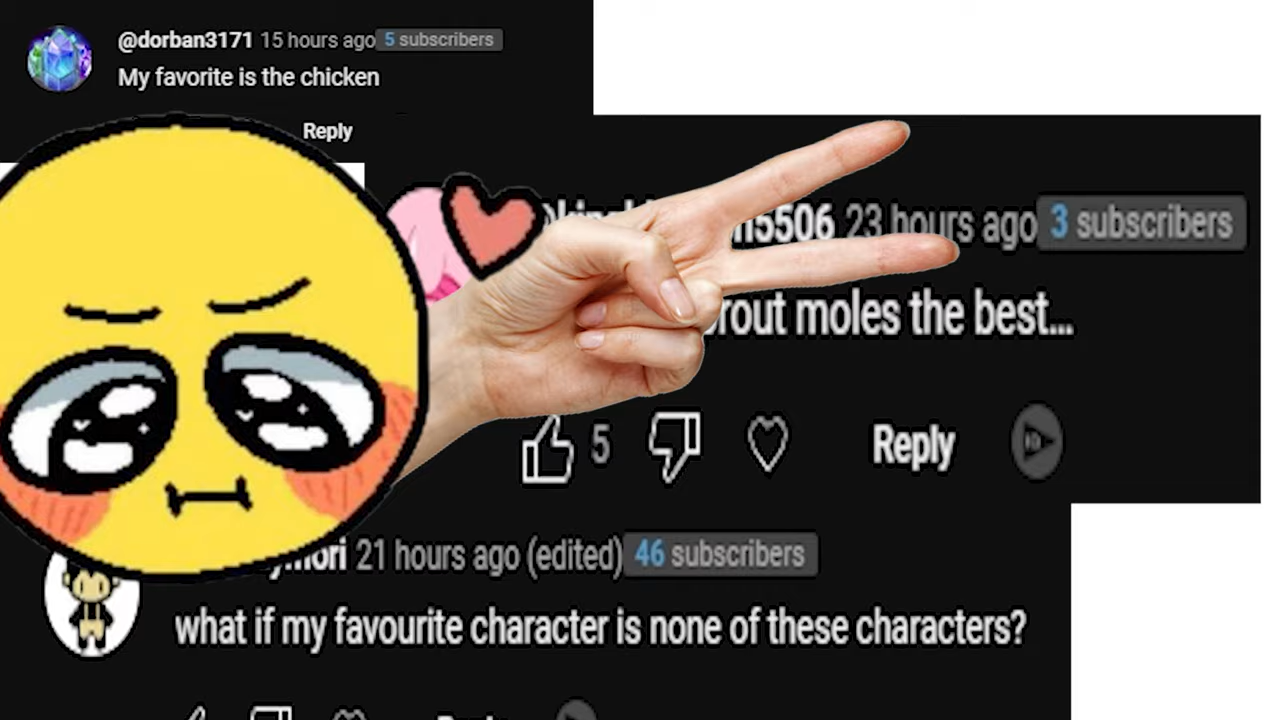 @dorban3171 15 hours ago 5 subscribers
My favorite is the chicken
Reply
5506 23 hours ago 3 subscribers
moles the best...
5
Reply
21 hours ago (edited) 46 subscribers
what if my favourite character is none of these characters?